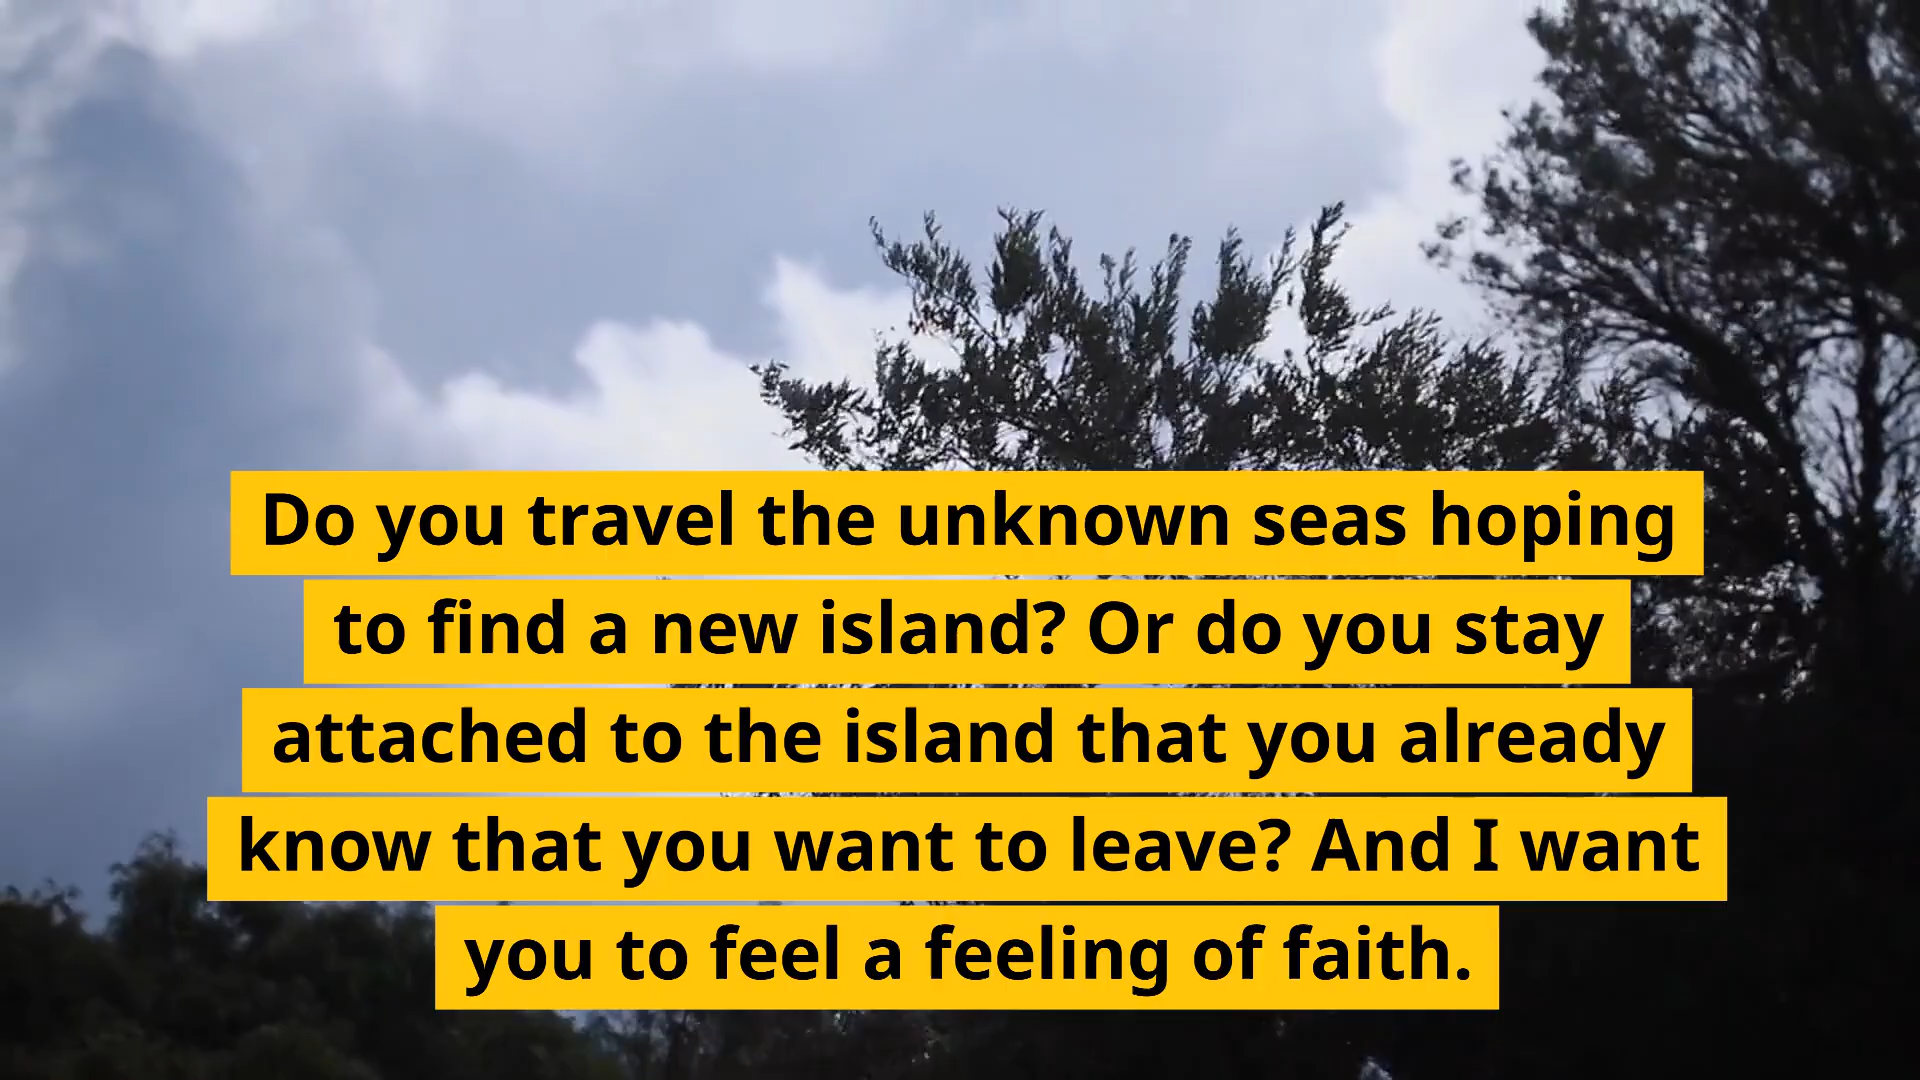 Do you travel the unknown seas hoping
to find a new island? Or do you stay
attached to the island that you already
know that you want to leave? And I want
you to feel a feeling of faith.